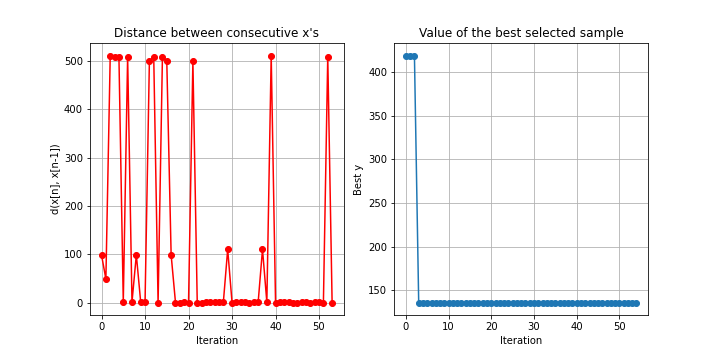 Distance between consecutive x's
d(x[n], x[n-1])
500
400
300
200
100
0
0 10 20 30 40 50
Iteration
Value of the best selected sample
Best y
400
350
300
250
200
150
0 10 20 30 40 50
Iteration